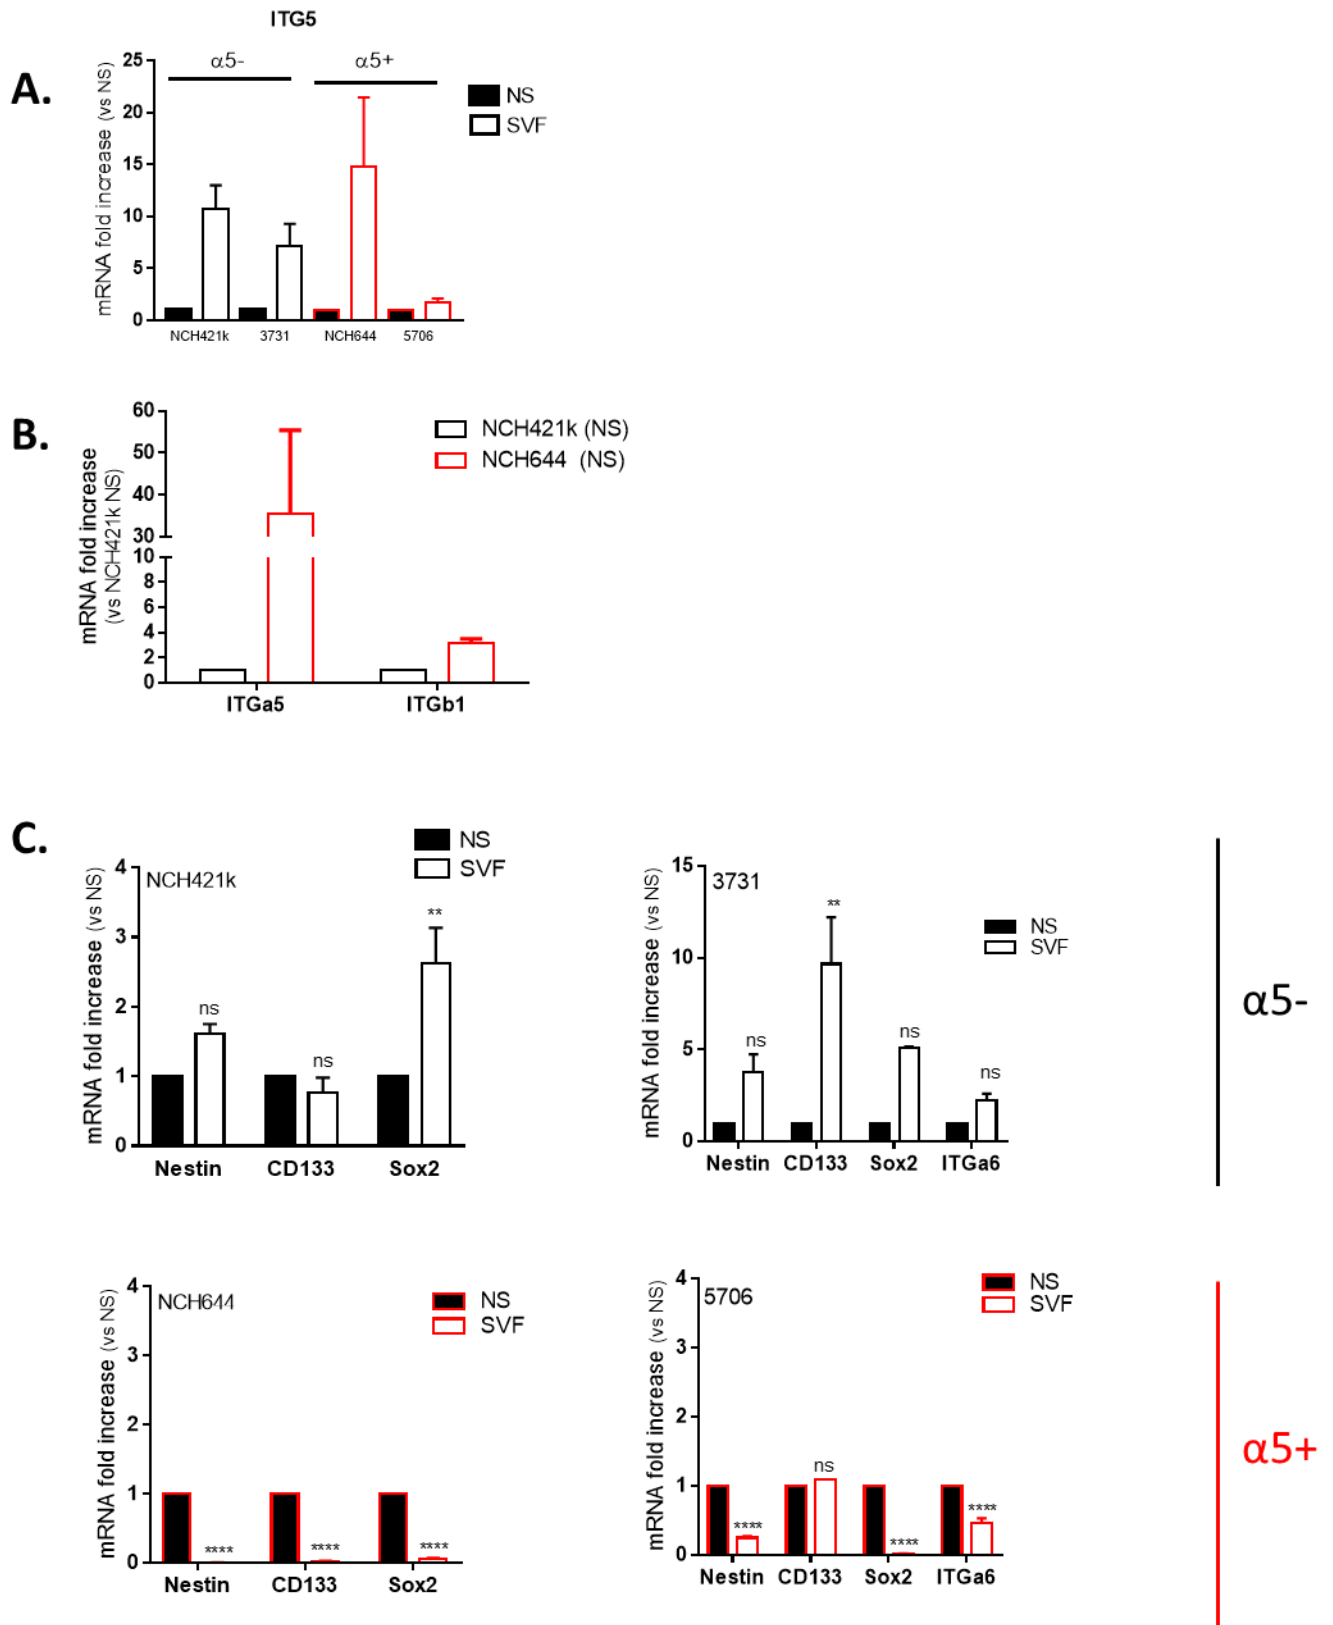 ITG5
A.
α5-
α5+
mRNA fold increase (vs NS)
25
20
15
10
5
0
NS
SVF
NCH421k
3731
NCH644
5706
B.
mRNA fold increase
(vs NCH421k NS)
60
50
40
30
10
8
6
4
2
0
NCH421k (NS)
NCH644 (NS)
ITGa5
ITGb1
C.
NS
SVF
NCH421k
mRNA fold increase (vs NS)
4
3
2
1
0
ns
ns
**
Nestin
CD133
Sox2
3731
mRNA fold increase (vs NS)
15
10
5
0
NS
SVF
ns
**
ns
ns
Nestin
CD133
Sox2
ITGa6
α5-
NCH644
mRNA fold increase (vs NS)
4
3
2
1
0
NS
SVF
****
****
****
Nestin
CD133
Sox2
5706
mRNA fold increase (vs NS)
4
3
2
1
0
NS
SVF
****
ns
****
****
Nestin
CD133
Sox2
ITGa6
α5+